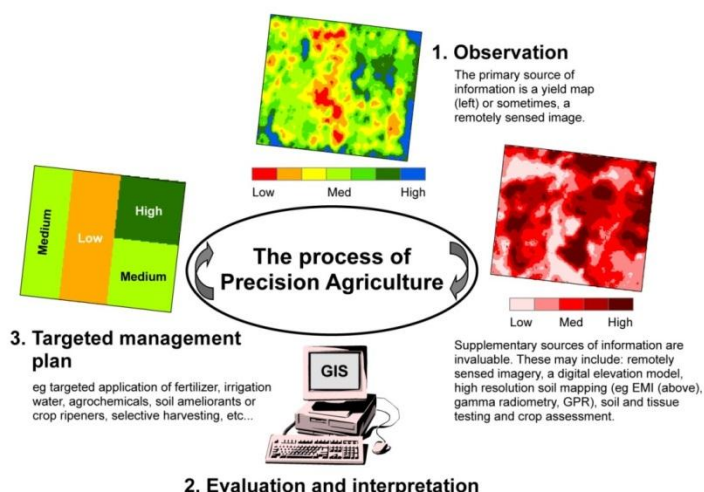 1. Observation
The primary source of
information is a yield map
(left) or sometimes, a
remotely sensed image.
Low Med High
Low Med High
Supplementary sources of information are
invaluable. These may include: remotely
sensed imagery, a digital elevation model,
high resolution soil mapping (eg EMI (above),
gamma radiometry, GPR), soil and tissue
testing and crop assessment.
The process of
Precision Agriculture
GIS
2. Evaluation and interpretation
Medium
Low
High
Medium
3. Targeted management
plan
eg targeted application of fertilizer, irrigation
water, agrochemicals, soil ameliorants or
crop ripeners, selective harvesting, etc...